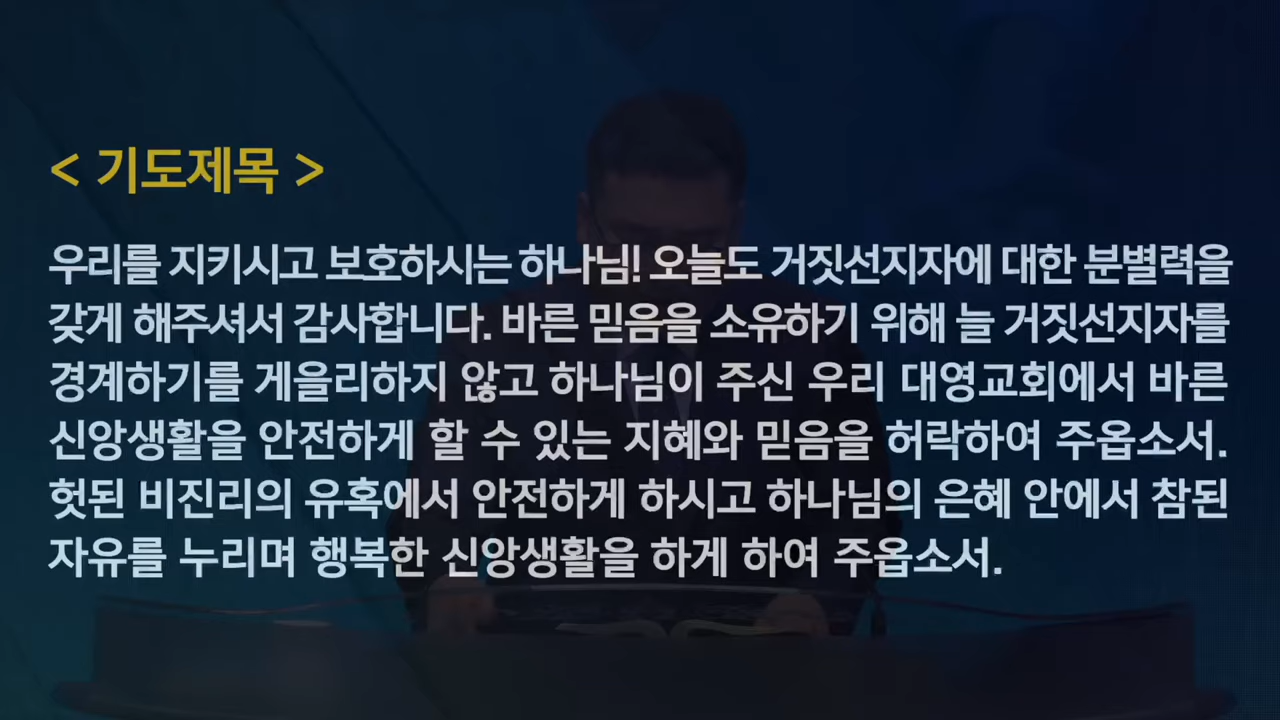 < 기도제목 >
우리를 지키시고 보호하시는 하나님! 오늘도 거짓선지자에 대한 분별력을
갖게 해주셔서 감사합니다. 바른 믿음을 소유하기 위해 늘 거짓선지자를
경계하기를 게을리하지 않고 하나님이 주신 우리 대영교회에서 바른
신앙생활을 안전하게 할 수 있는 지혜와 믿음을 허락하여 주옵소서.
헛된 비진리의 유혹에서 안전하게 하시고 하나님의 은혜 안에서 참된
자유를 누리며 행복한 신앙생활을 하게 하여 주옵소서.